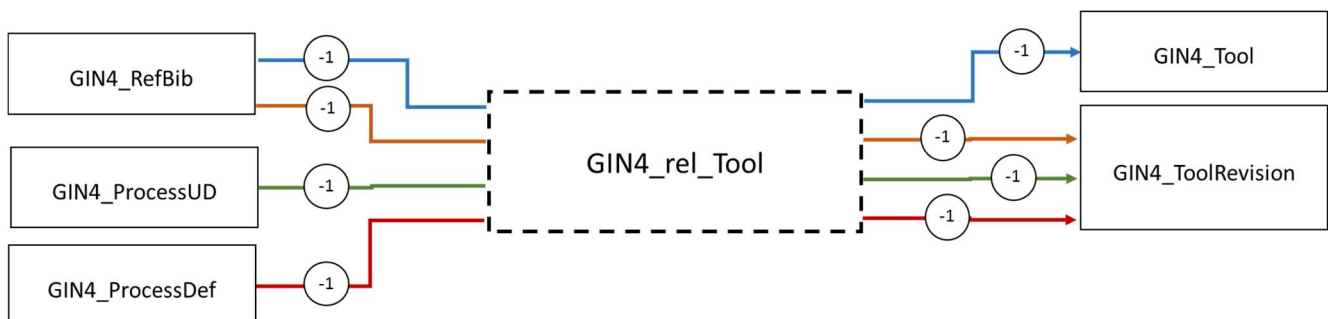 GIN4_RefBib
-1
-1
GIN4_ProcessUD
-1
GIN4_ProcessDef
-1
GIN4_rel_Tool
-1
-1
-1
-1
GIN4_Tool
GIN4_ToolRevision